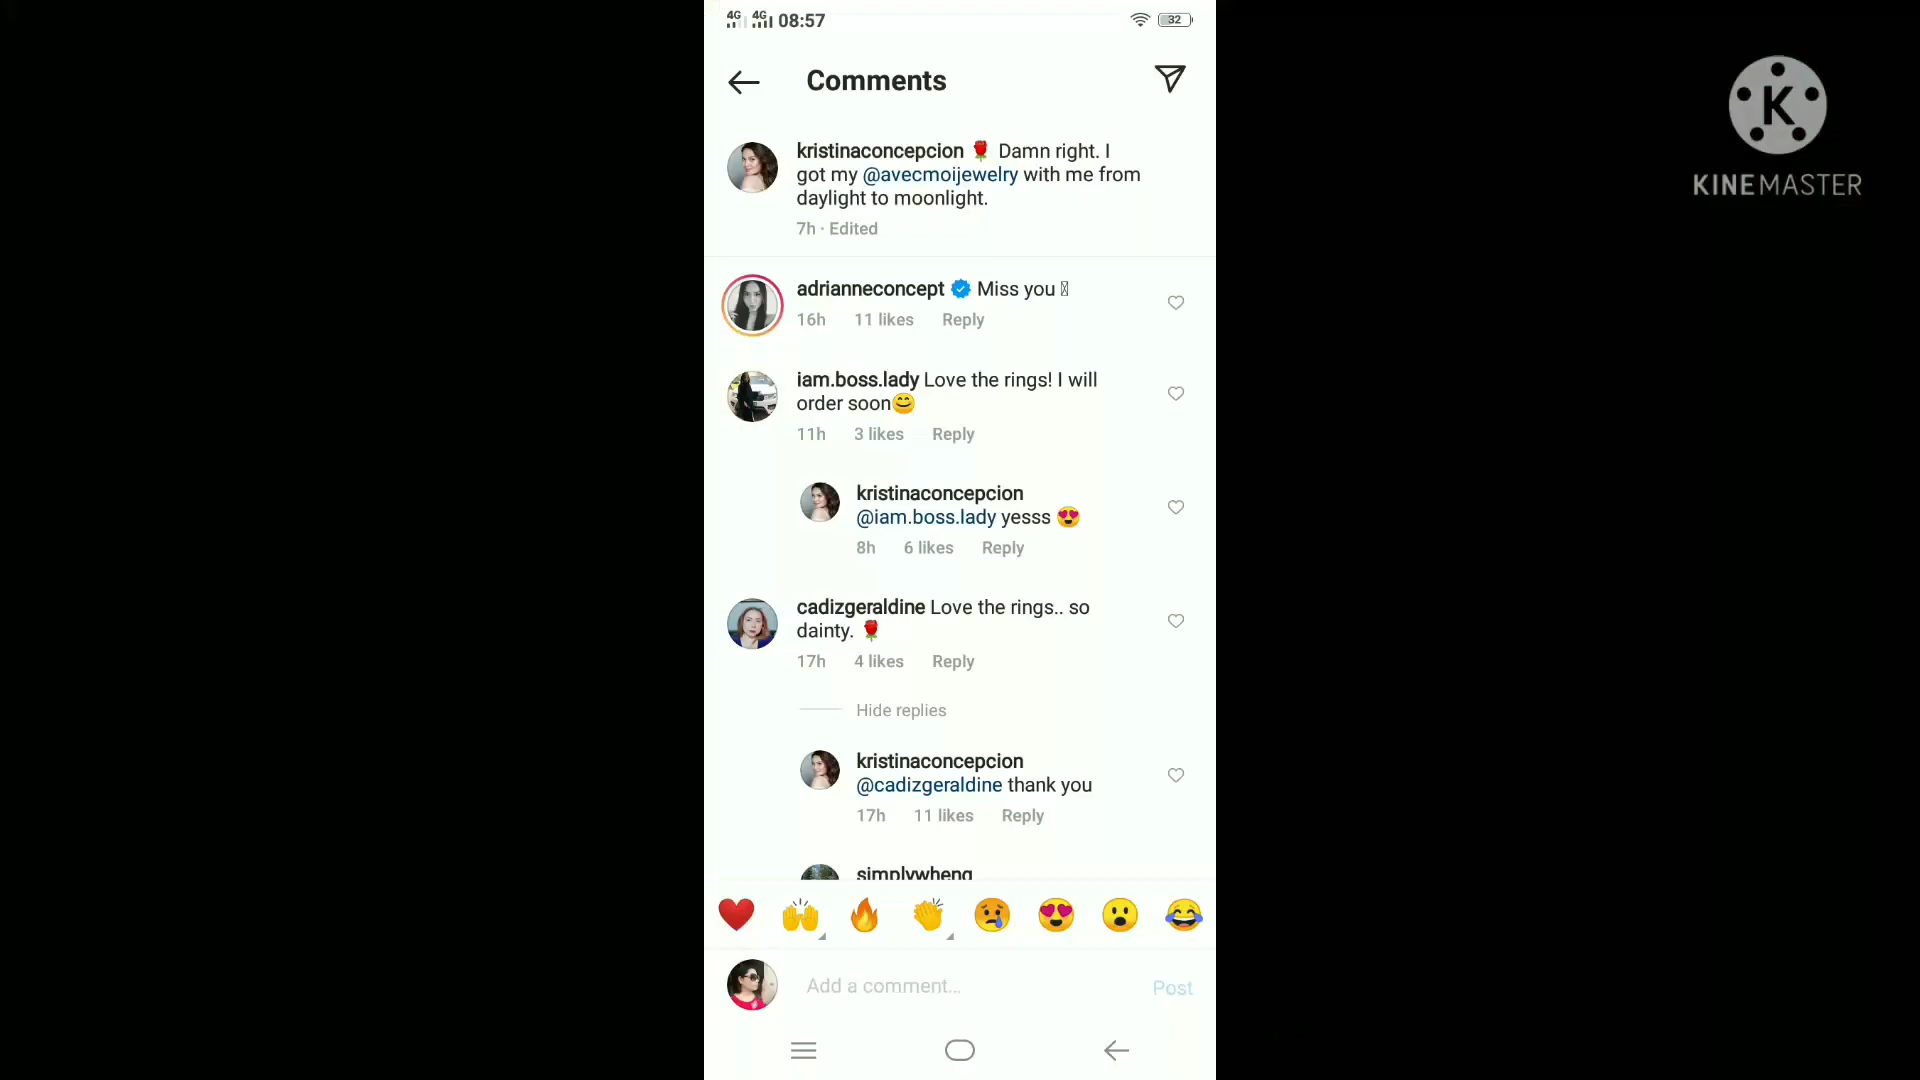 4G 4G 08:57 32
Comments
K
KINEMASTER
kristinaconcepcion 🌹 Damn right. I
got my @avecmoijewelry with me from
daylight to moonlight.
7h · Edited
adrianneconcept Miss you
16h 11 likes Reply
iam.boss.lady Love the rings! I will
order soon😊
11h 3 likes Reply
kristinaconcepcion
@iam.boss.lady yesss 😍
8h 6 likes Reply
cadizgeraldine Love the rings.. so
dainty. 🌹
17h 4 likes Reply
Hide replies
kristinaconcepcion
@cadizgeraldine thank you
17h 11 likes Reply
simplywheng
Add a comment...
Post